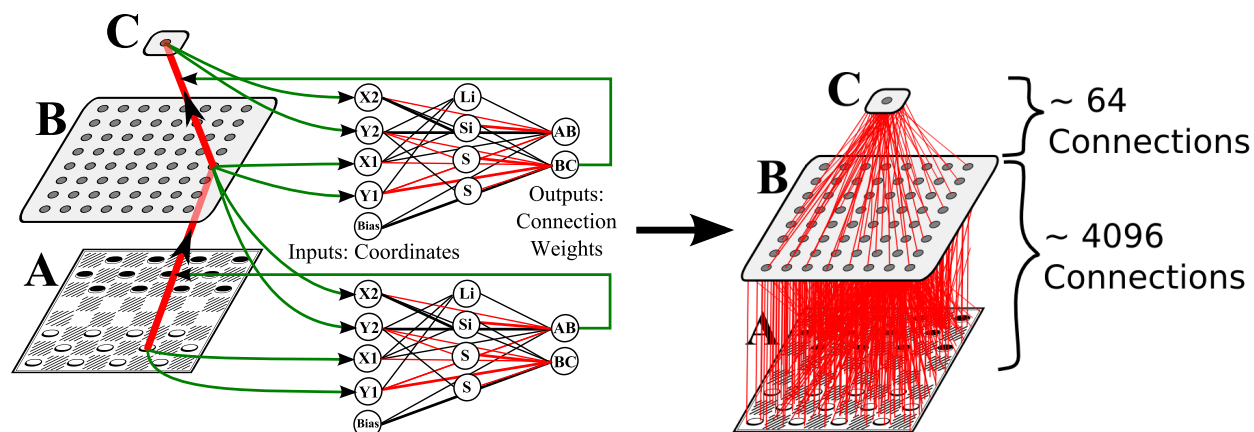 C
B
A
X2
Y2
X1
Y1
Bias
Li
Si
S
S
AB
BC
Outputs:
Connection
Weights
Inputs: Coordinates
X2
Y2
X1
Y1
Bias
Li
Si
S
S
AB
BC
C
B
A
~ 64
Connections
~ 4096
Connections